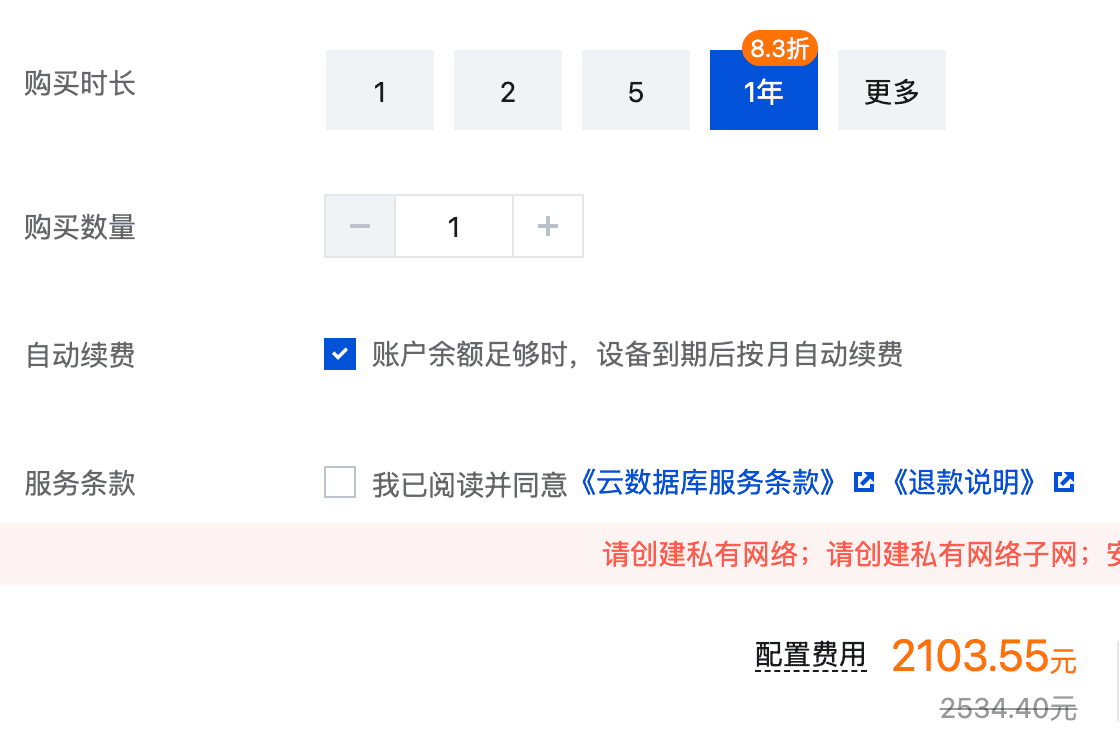 8.3折
购买时长 1 2 5 1年 更多
购买数量 1
自动续费 账户余额足够时，设备到期后按月自动续费
服务条款 我已阅读并同意《云数据库服务条款》《退款说明》
请创建私有网络；请创建私有网络子网；
配置费用 2103.55元
2534.40元